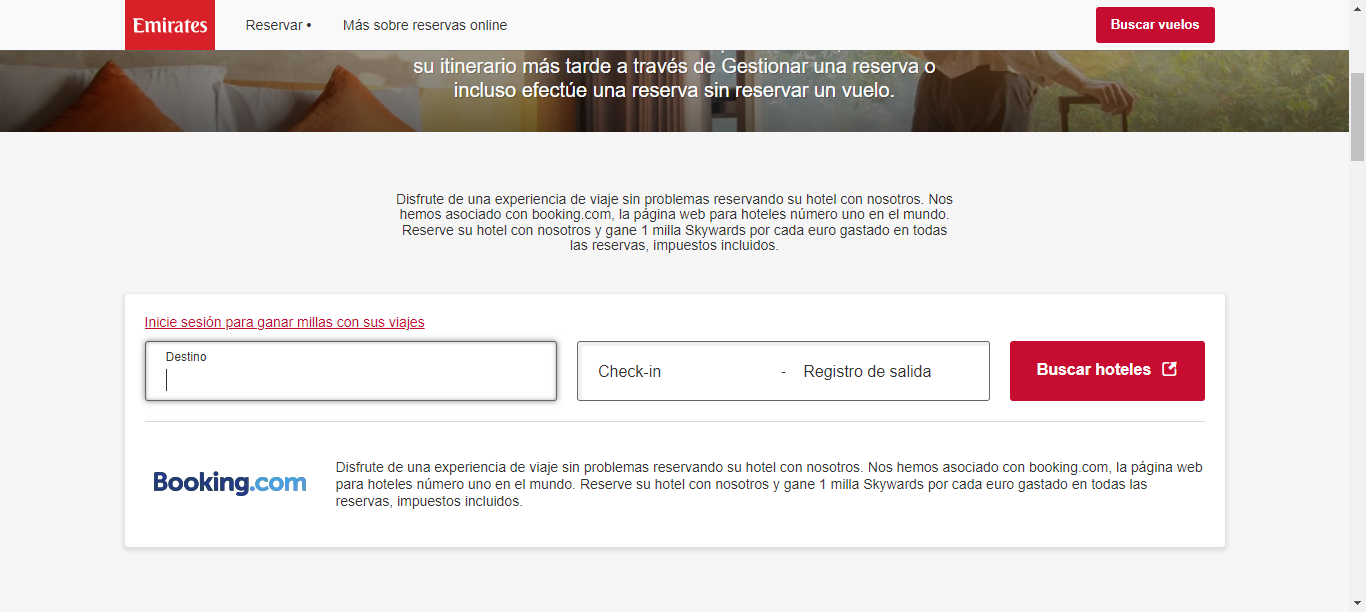 Emirates
Reservar •
Más sobre reservas online
Buscar vuelos
su itinerario más tarde a través de Gestionar una reserva o
incluso efectúe una reserva sin reservar un vuelo.
Disfrute de una experiencia de viaje sin problemas reservando su hotel con nosotros. Nos
hemos asociado con booking.com, la página web para hoteles número uno en el mundo.
Reserve su hotel con nosotros y gane 1 milla Skywards por cada euro gastado en todas
las reservas, impuestos incluidos.
Inicie sesión para ganar millas con sus viajes
Destino
Check-in - Registro de salida
Buscar hoteles
Booking.com
Disfrute de una experiencia de viaje sin problemas reservando su hotel con nosotros. Nos hemos asociado con booking.com, la página web
para hoteles número uno en el mundo. Reserve su hotel con nosotros y gane 1 milla Skywards por cada euro gastado en todas las
reservas, impuestos incluidos.